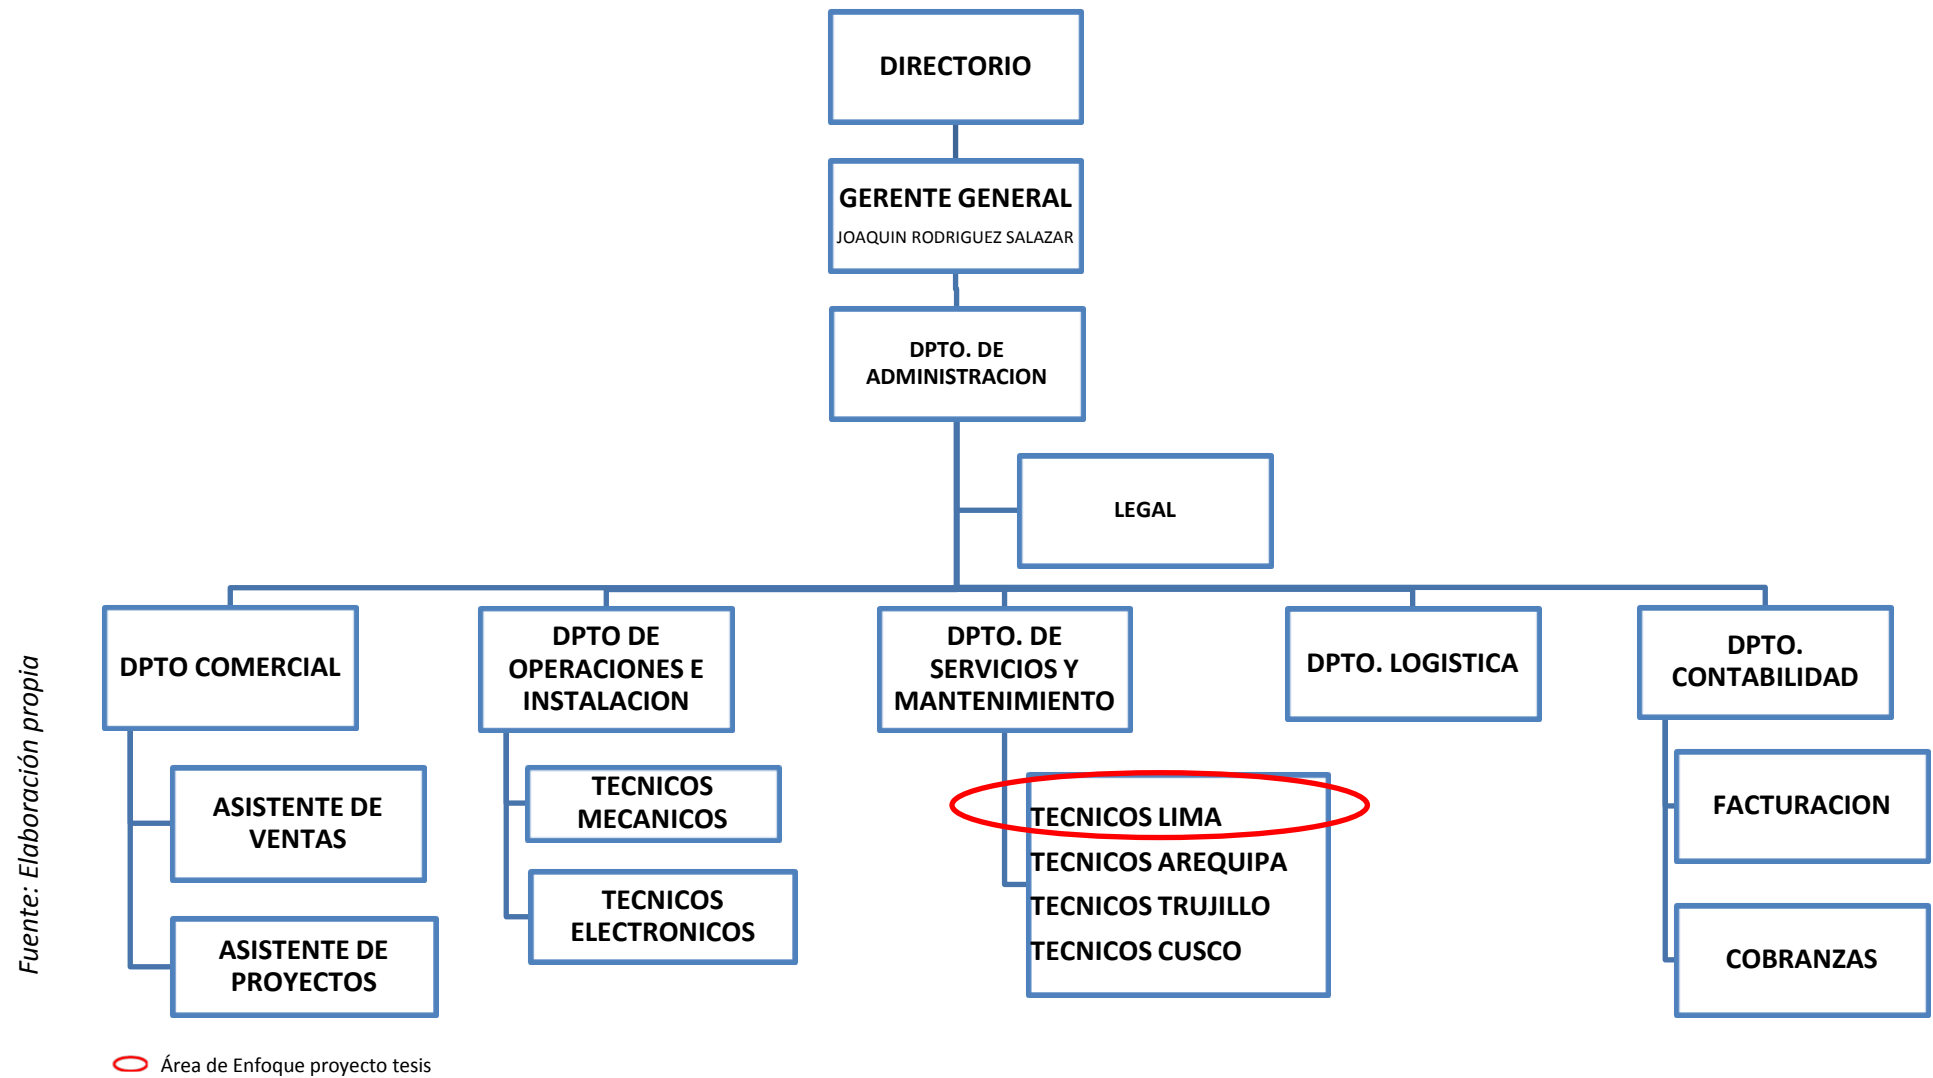 DIRECTORIO
GERENTE GENERAL
JOAQUIN RODRIGUEZ SALAZAR
DPTO. DE
ADMINISTRACION
LEGAL
DPTO COMERCIAL
DPTO DE
OPERACIONES E
INSTALACION
DPTO. DE
SERVICIOS Y
MANTENIMIENTO
DPTO. LOGISTICA
DPTO.
CONTABILIDAD
ASISTENTE DE
VENTAS
ASISTENTE DE
PROYECTOS
TECNICOS
MECANICOS
TECNICOS
ELECTRONICOS
TECNICOS LIMA
TECNICOS AREQUIPA
TECNICOS TRUJILLO
TECNICOS CUSCO
FACTURACION
COBRANZAS
Fuente: Elaboración propia
Área de Enfoque proyecto tesis